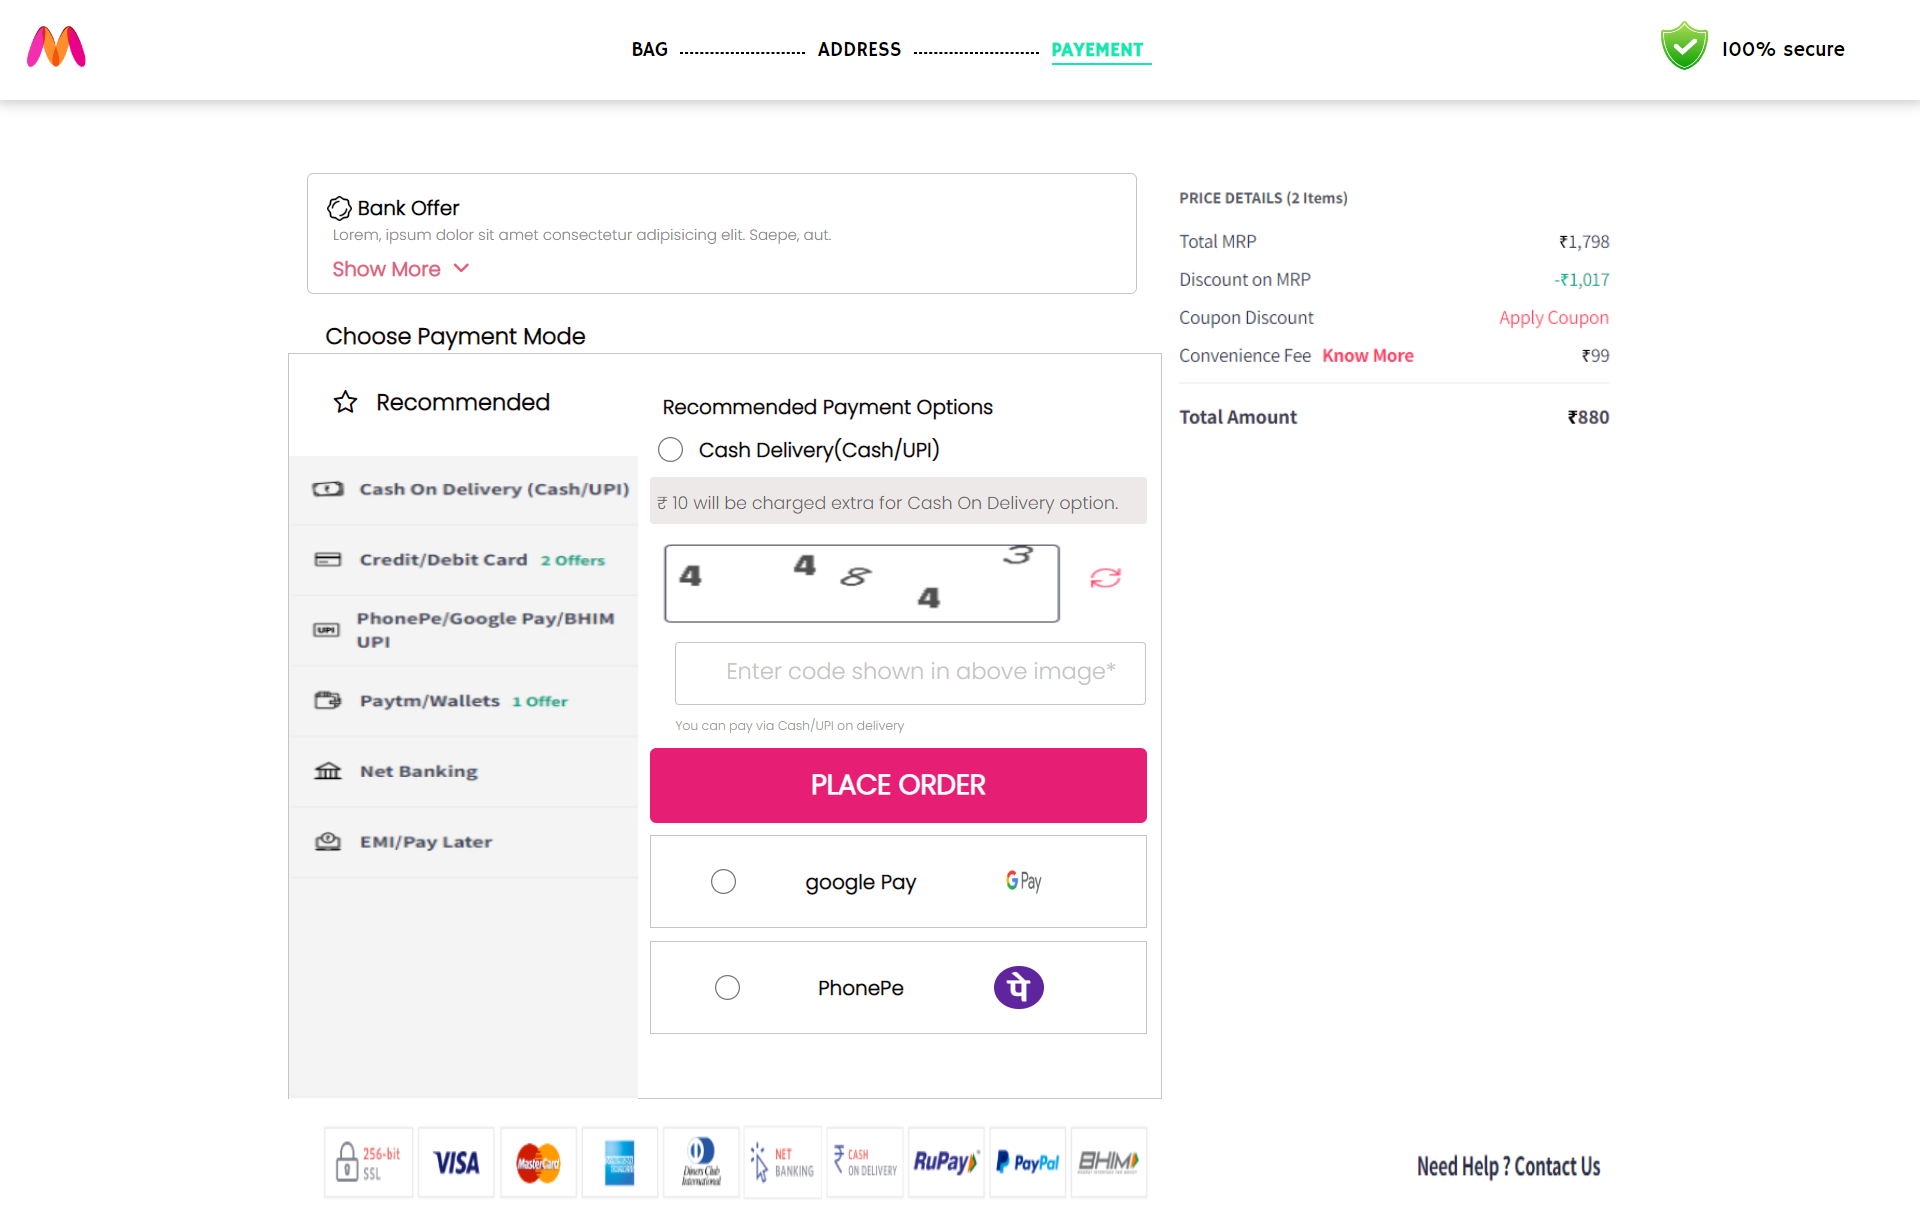 BAG ---------------------- ADDRESS ---------------------- PAYEMENT
100% secure
Bank Offer
Lorem, ipsum dolor sit amet consectetur adipisicing elit. Saepe, aut.
Show More
Choose Payment Mode
Recommended
Cash On Delivery (Cash/UPI)
Credit/Debit Card 2 Offers
UPI
PhonePe/Google Pay/BHIM
UPI
Paytm/Wallets 1 Offer
Net Banking
EMI/Pay Later
Recommended Payment Options
Cash Delivery(Cash/UPI)
₹ 10 will be charged extra for Cash On Delivery option.
4 4 8 4 3
Enter code shown in above image*
You can pay via Cash/UPI on delivery
PLACE ORDER
google Pay G Pay
PhonePe पे
PRICE DETAILS (2 Items)
Total MRP ₹1,798
Discount on MRP -₹1,017
Coupon Discount Apply Coupon
Convenience Fee Know More ₹99
Total Amount ₹880
256-bit
SSL
VISA
MasterCard
AMERICAN EXPRESS
Diners Club
International
NET
BANKING
₹ CASH
ON DELIVERY
RuPay
PayPal
BHIM
Need Help ? Contact Us